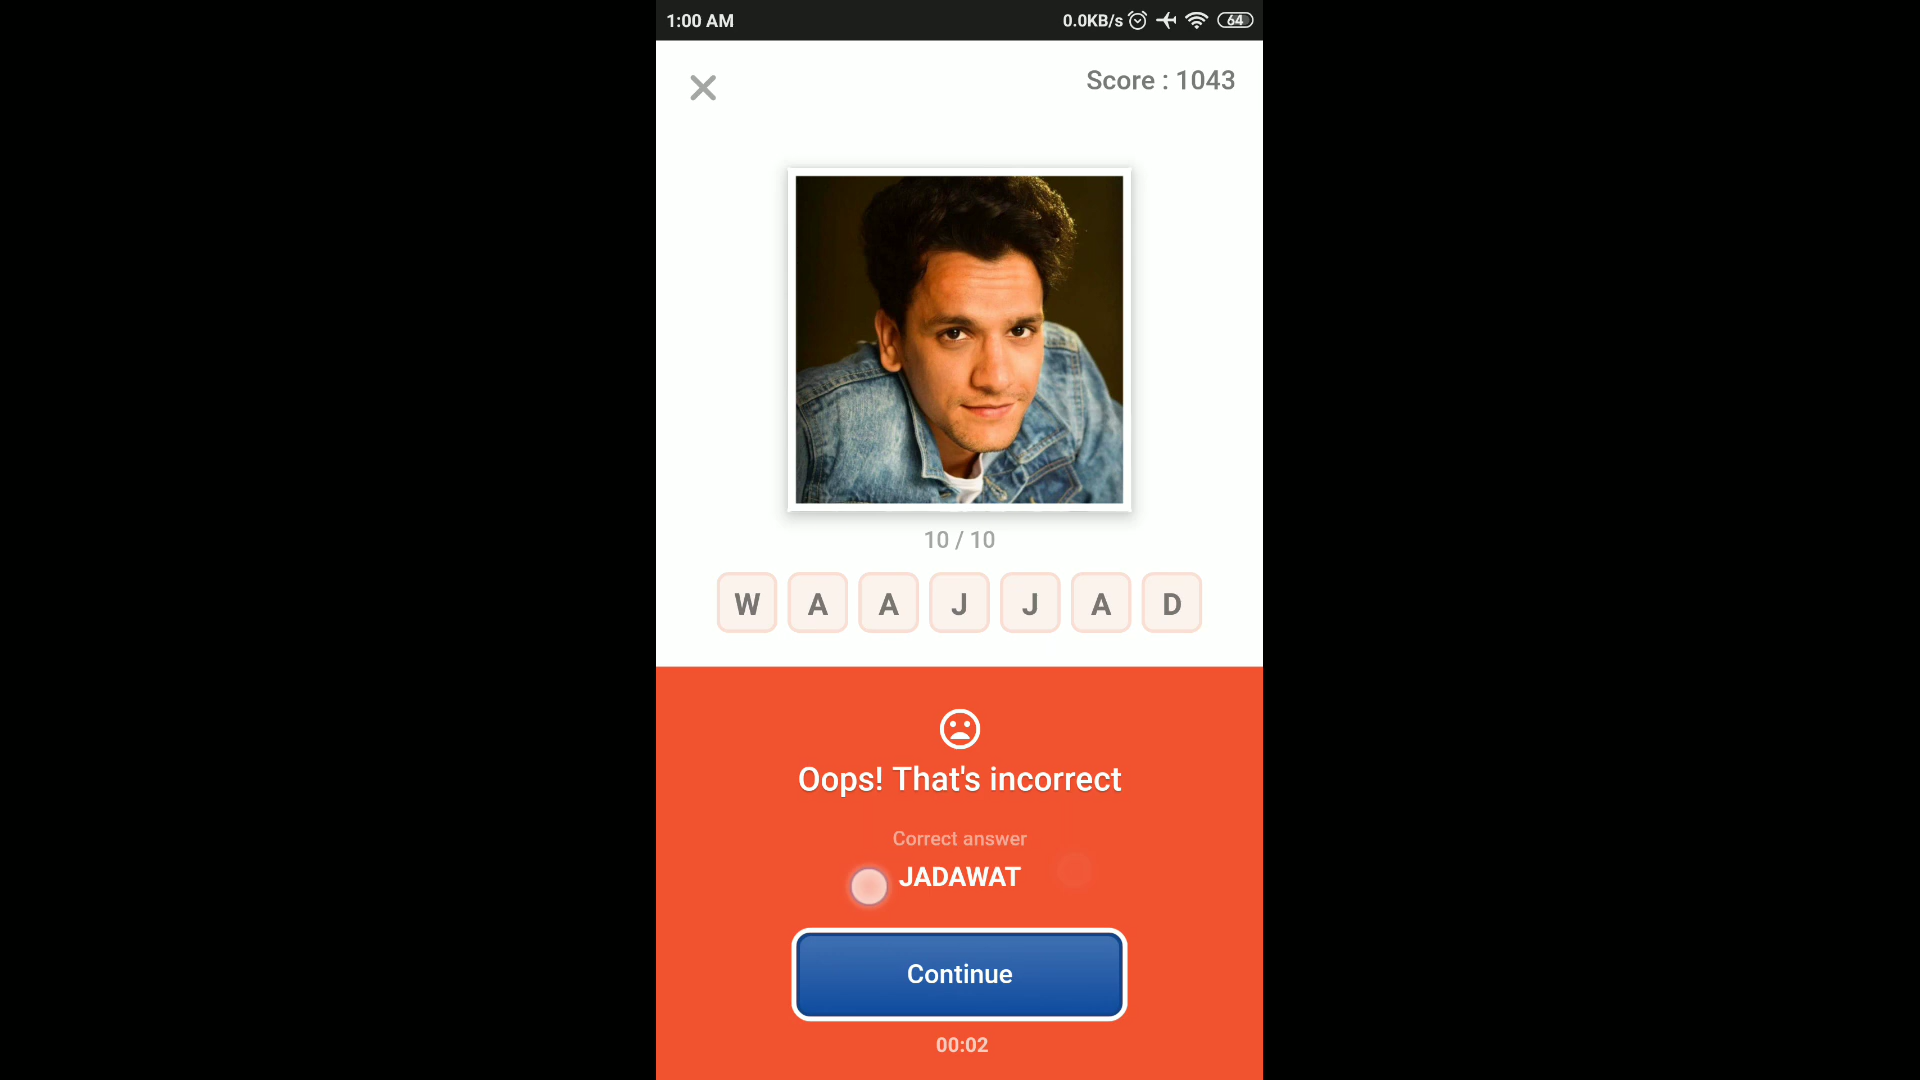 1:00 AM 0.0KB/s 64
Score : 1043
10 / 10
W A A J J A D
Oops! That's incorrect
Correct answer
JADAWAT
Continue
00:02